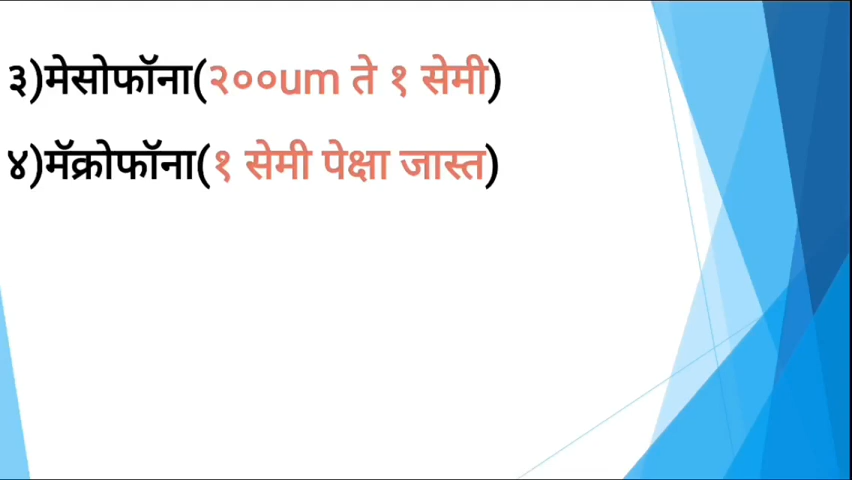 ३)मेसोफॉना(२००um ते १ सेमी)
४)मॅक्रोफॉना(१ सेमी पेक्षा जास्त)